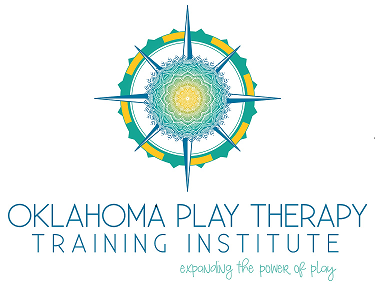 OKLAHOMA PLAY THERAPY
TRAINING INSTITUTE
expanding the power of play